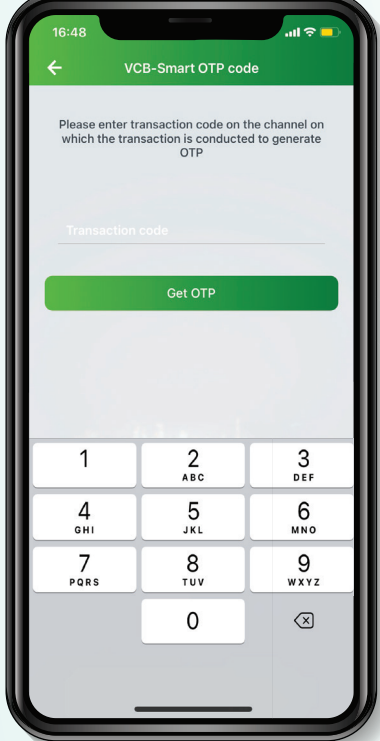 16:48
VCB-Smart OTP code
Please enter transaction code on the channel on
which the transaction is conducted to generate
OTP
Transaction code
Get OTP
1
2
ABC
3
DEF
4
GHI
5
JKL
6
MNO
7
PQRS
8
TUV
9
WXYZ
0